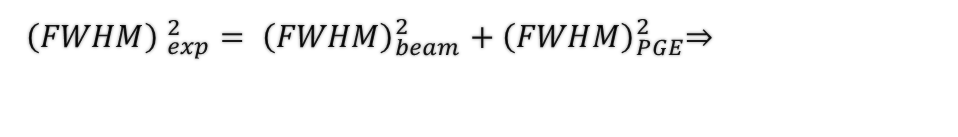 (FWHM)²_exp = (FWHM)²_beam + (FWHM)²_PGE ⇒